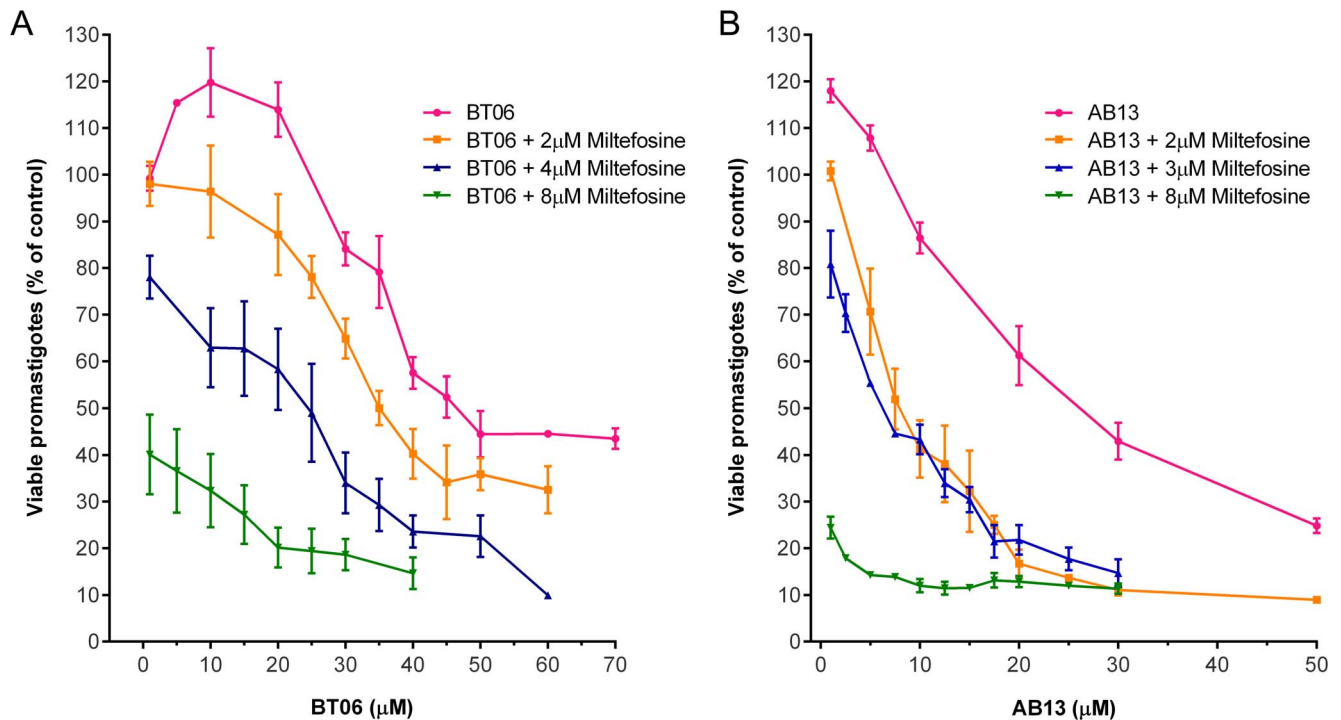 A
Viable promastigotes (% of control)
130
120
110
100
90
80
70
60
50
40
30
20
10
0
BT06
BT06 + 2μM Miltefosine
BT06 + 4μM Miltefosine
BT06 + 8μM Miltefosine
0 10 20 30 40 50 60 70
BT06 (μM)
B
Viable promastigotes (% of control)
130
120
110
100
90
80
70
60
50
40
30
20
10
0
AB13
AB13 + 2μM Miltefosine
AB13 + 3μM Miltefosine
AB13 + 8μM Miltefosine
0 10 20 30 40 50
AB13 (μM)